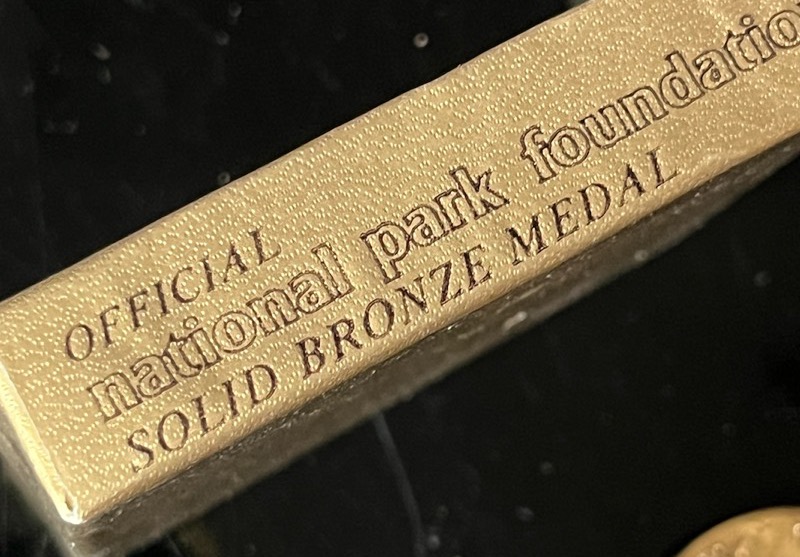 OFFICIAL
national park foundation
SOLID BRONZE MEDAL